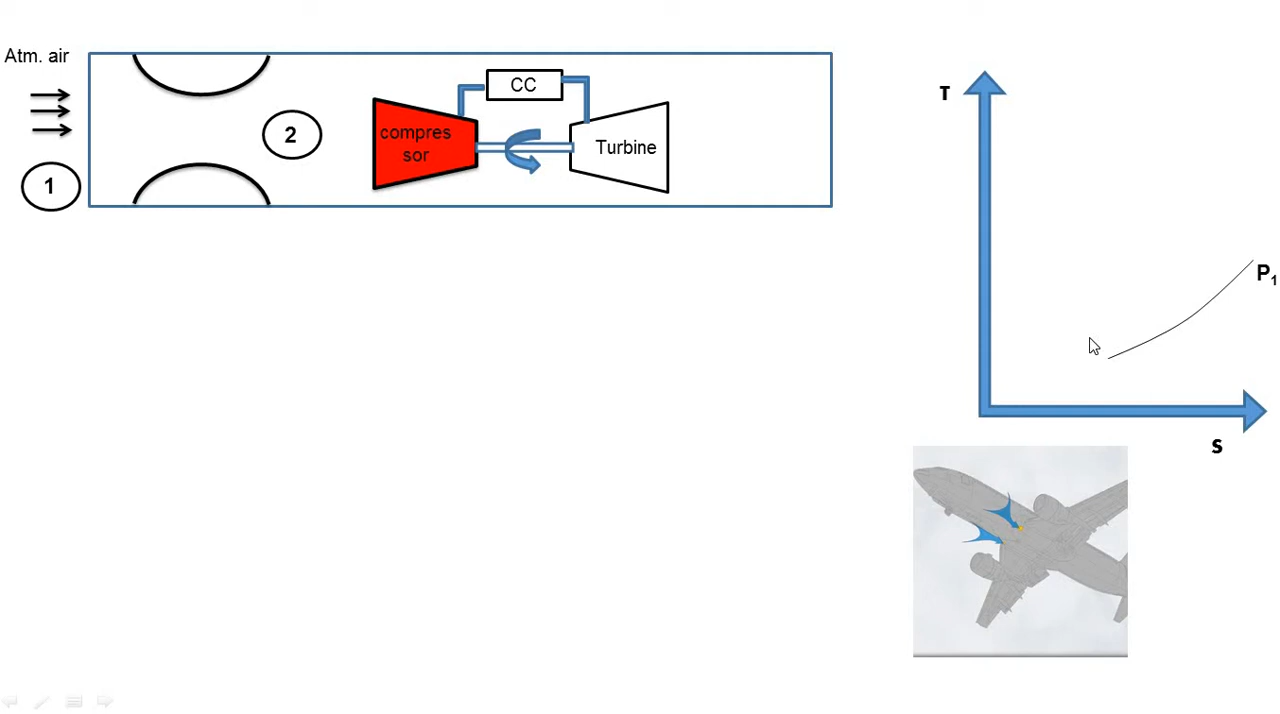 Atm. air
1
2
compres
sor
CC
Turbine
T
P₁
S